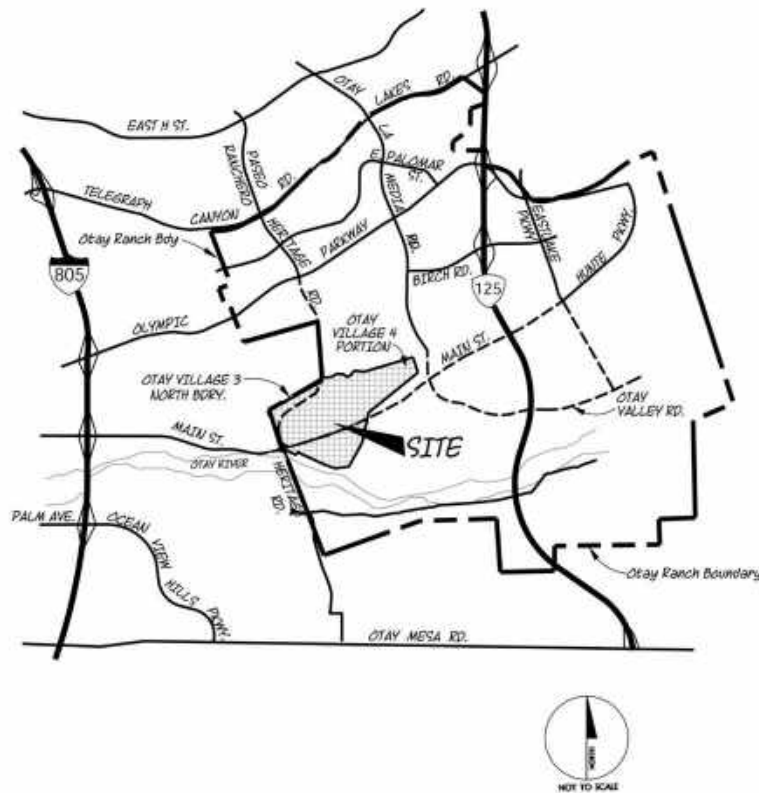 OTAY
LAKES
RD.
EAST H ST.
LA
MEDIA
RD.
E PALOMAR
ST.
PASEO
RANCHERO
TELEGRAPH
CANYON
RD
Otay Ranch Bdy
HERITAGE
RD.
PARKWAY
EASTLAKE
PKWY
HUNTE
PKWY.
BIRCH RD.
805
125
OLYMPIC
OTAY
VILLAGE 4
PORTION
MAIN ST.
OTAY VILLAGE 3
NORTH BDRY.
OTAY
VALLEY RD.
MAIN ST.
SITE
OTAY RIVER
HERITAGE
RD.
PALM AVE.
OCEAN
VIEW
HILLS
PKWY
Otay Ranch Boundary
OTAY MESA RD.
NORTH
NOT TO SCALE